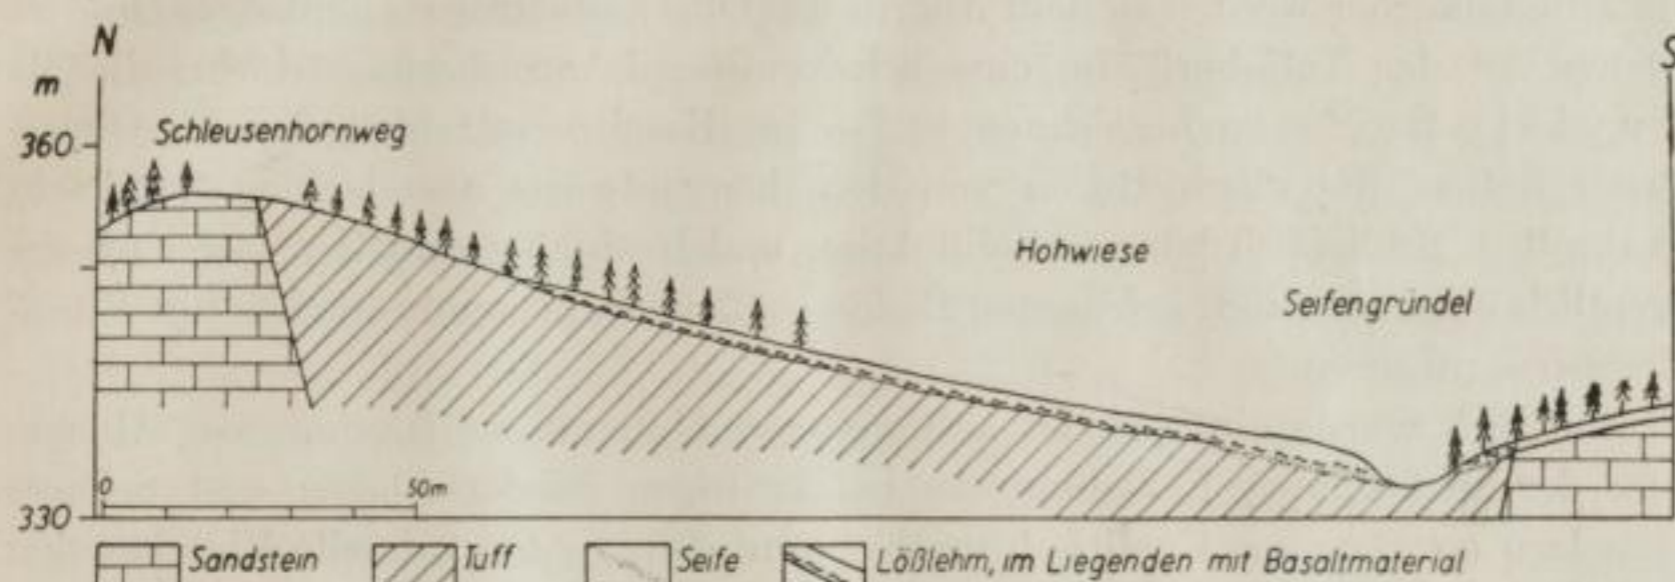 N
S
m
360
Schleusenhornweg
Hohwiese
Seifengründel
0 50m
330
Sandstein Tuff Seife Lößlehm, im Liegenden mit Basaltmaterial